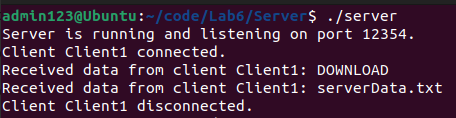 admin123@Ubuntu:~/code/Lab6/Server$ ./server
Server is running and listening on port 12354.
Client Client1 connected.
Received data from client Client1: DOWNLOAD
Received data from client Client1: serverData.txt
Client Client1 disconnected.